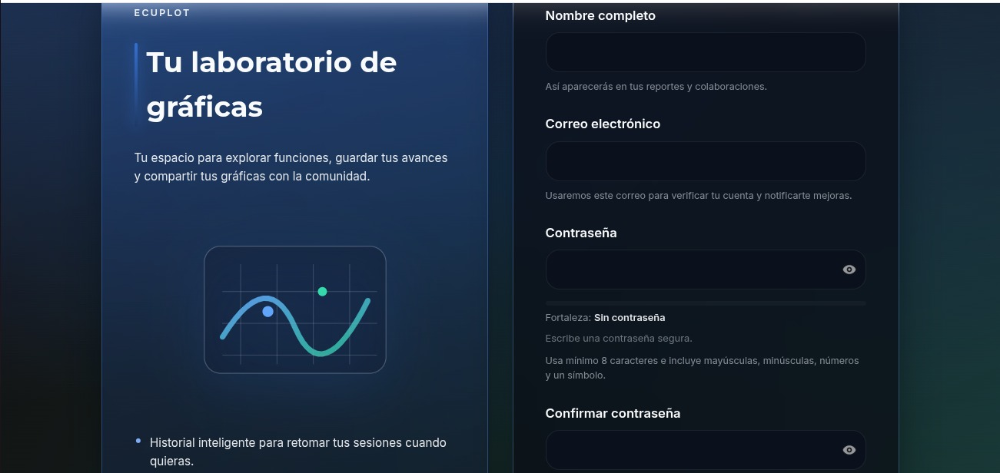 ECUPLOT
Tu laboratorio de
gráficas
Tu espacio para explorar funciones, guardar tus avances
y compartir tus gráficas con la comunidad.
Historial inteligente para retomar tus sesiones cuando
quieras.
Nombre completo
Así aparecerás en tus reportes y colaboraciones.
Correo electrónico
Usaremos este correo para verificar tu cuenta y notificarte mejoras.
Contraseña
Fortaleza: Sin contraseña
Escribe una contraseña segura.
Usa mínimo 8 caracteres e incluye mayúsculas, minúsculas, números
y un símbolo.
Confirmar contraseña